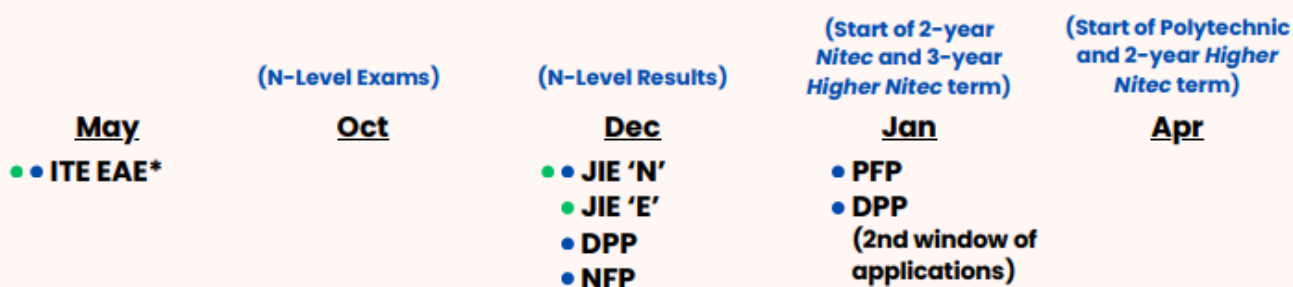 (Start of 2-year
Nitec and 3-year
Higher Nitec term)
(Start of Polytechnic
and 2-year Higher
Nitec term)
(N-Level Exams)
(N-Level Results)
May
Oct
Dec
Jan
Apr
ITE EAE*
JIE ‘N’
JIE ‘E’
DPP
NFP
PFP
DPP
(2nd window of
applications)